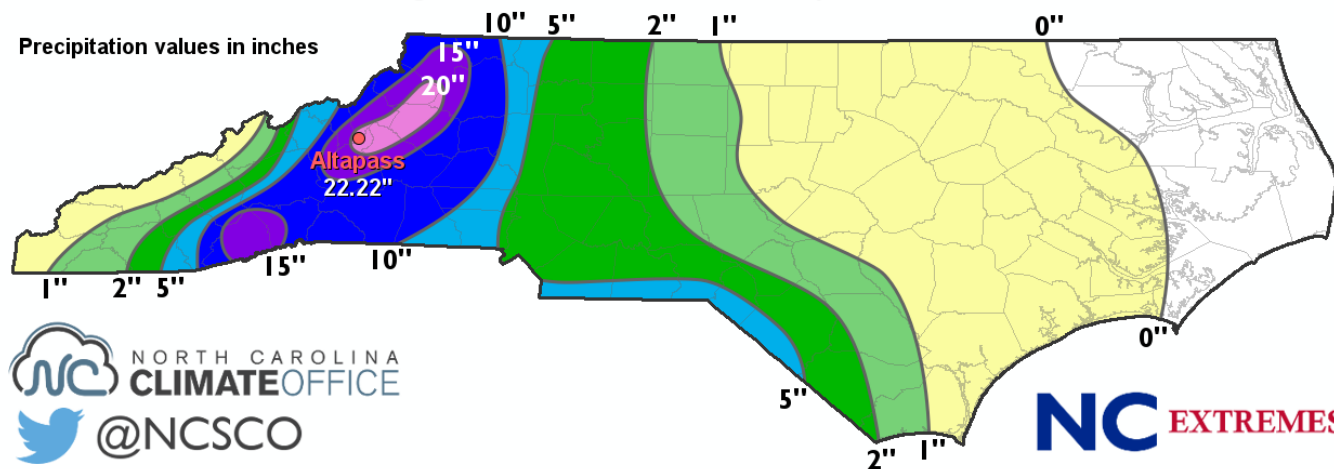 10" 5" 2" 1" 0"
Precipitation values in inches
15"
20"
Altapass
22.22"
1" 2" 5" 15" 10"
0"
5"
2" 1"
NC
NORTH CAROLINA
CLIMATEOFFICE
@NCSCO
NC EXTREMES